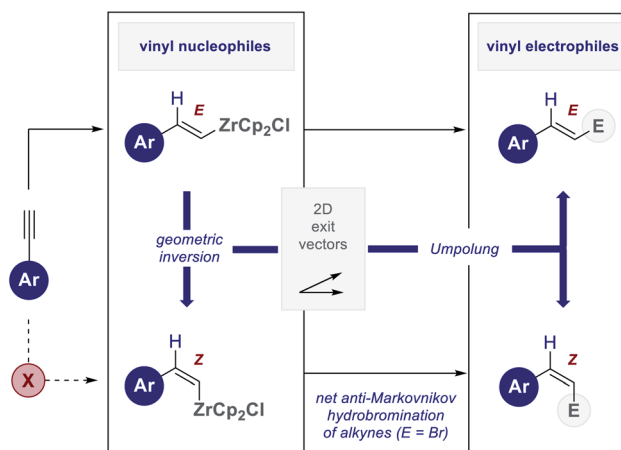 vinyl nucleophiles
vinyl electrophiles
H
E
ZrCp2Cl
Ar
H
E
E
Ar
2D
exit
vectors
geometric
inversion
Umpolung
Ar
X
H
Z
Ar
ZrCp2Cl
net anti-Markovnikov
hydrobromination
of alkynes (E = Br)
H
Z
Ar
E